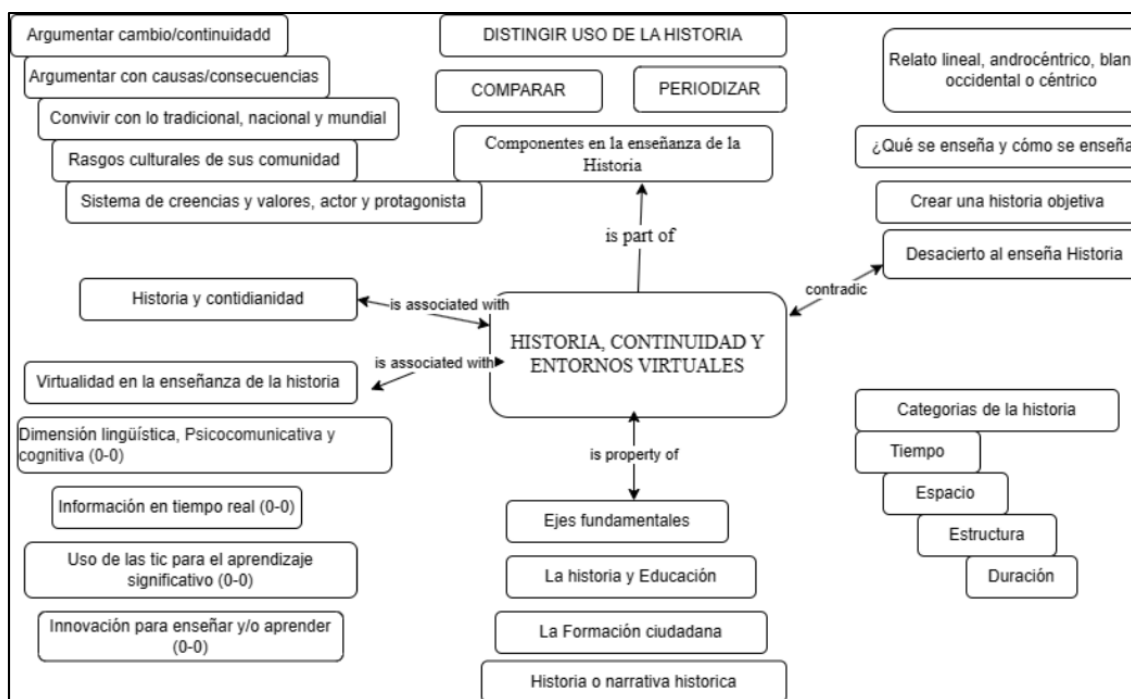 Argumentar cambio/continuidadd
Argumentar con causas/consecuencias
Convivir con lo tradicional, nacional y mundial
Rasgos culturales de sus comunidad
Sistema de creencias y valores, actor y protagonista
DISTINGIR USO DE LA HISTORIA
COMPARAR
PERIODIZAR
Componentes en la enseñanza de la
Historia
is part of
Relato lineal, androcéntrico, blan
occidental o céntrico
¿Qué se enseña y cómo se enseña
Crear una historia objetiva
Desacierto al enseña Historia
contradic
Historia y contidianidad
is associated with
HISTORIA, CONTINUIDAD Y
ENTORNOS VIRTUALES
is associated with
Virtualidad en la enseñanza de la historia
Dimensión lingüística, Psicocomunicativa y
cognitiva (0-0)
Información en tiempo real (0-0)
Uso de las tic para el aprendizaje
significativo (0-0)
Innovación para enseñar y/o aprender
(0-0)
is property of
Ejes fundamentales
La historia y Educación
La Formación ciudadana
Historia o narrativa historica
Categorias de la historia
Tiempo
Espacio
Estructura
Duración